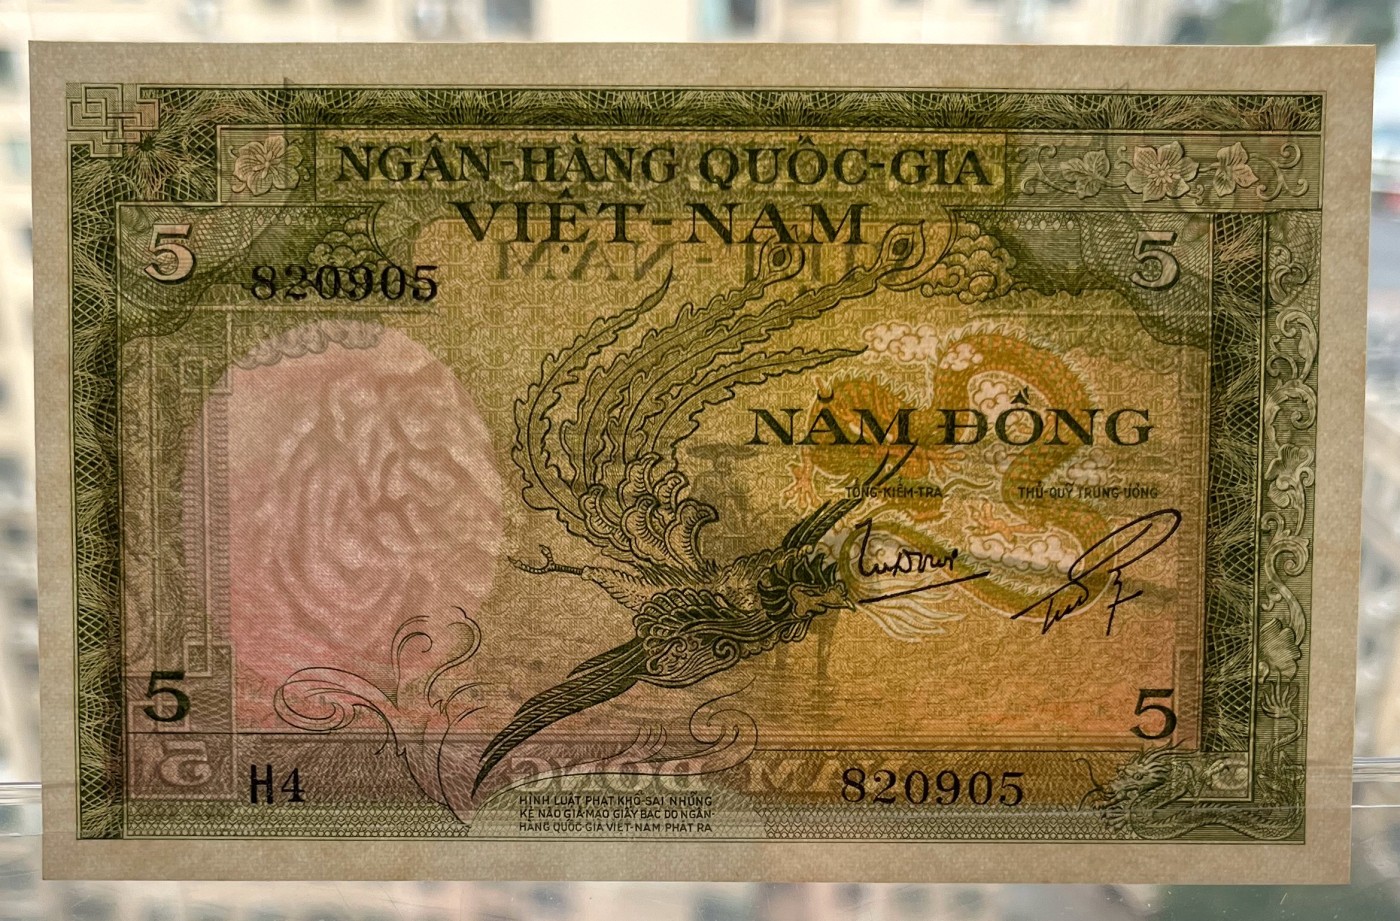 NGÂN-HÀNG QUỐC-GIA
VIỆT-NAM
5
5
820905
NĂM ĐỒNG
TỔNG-KIỂM-TRA
THỦ-QUỸ TRUNG-ƯƠNG
5
5
H4
820905
HÌNH LUẬT PHẠT KHỔ-SAI NHỮNG
KẺ NÀO GIẢ-MẠO GIẤY BẠC DO NGÂN-
HÀNG QUỐC-GIA VIỆT-NAM PHÁT RA